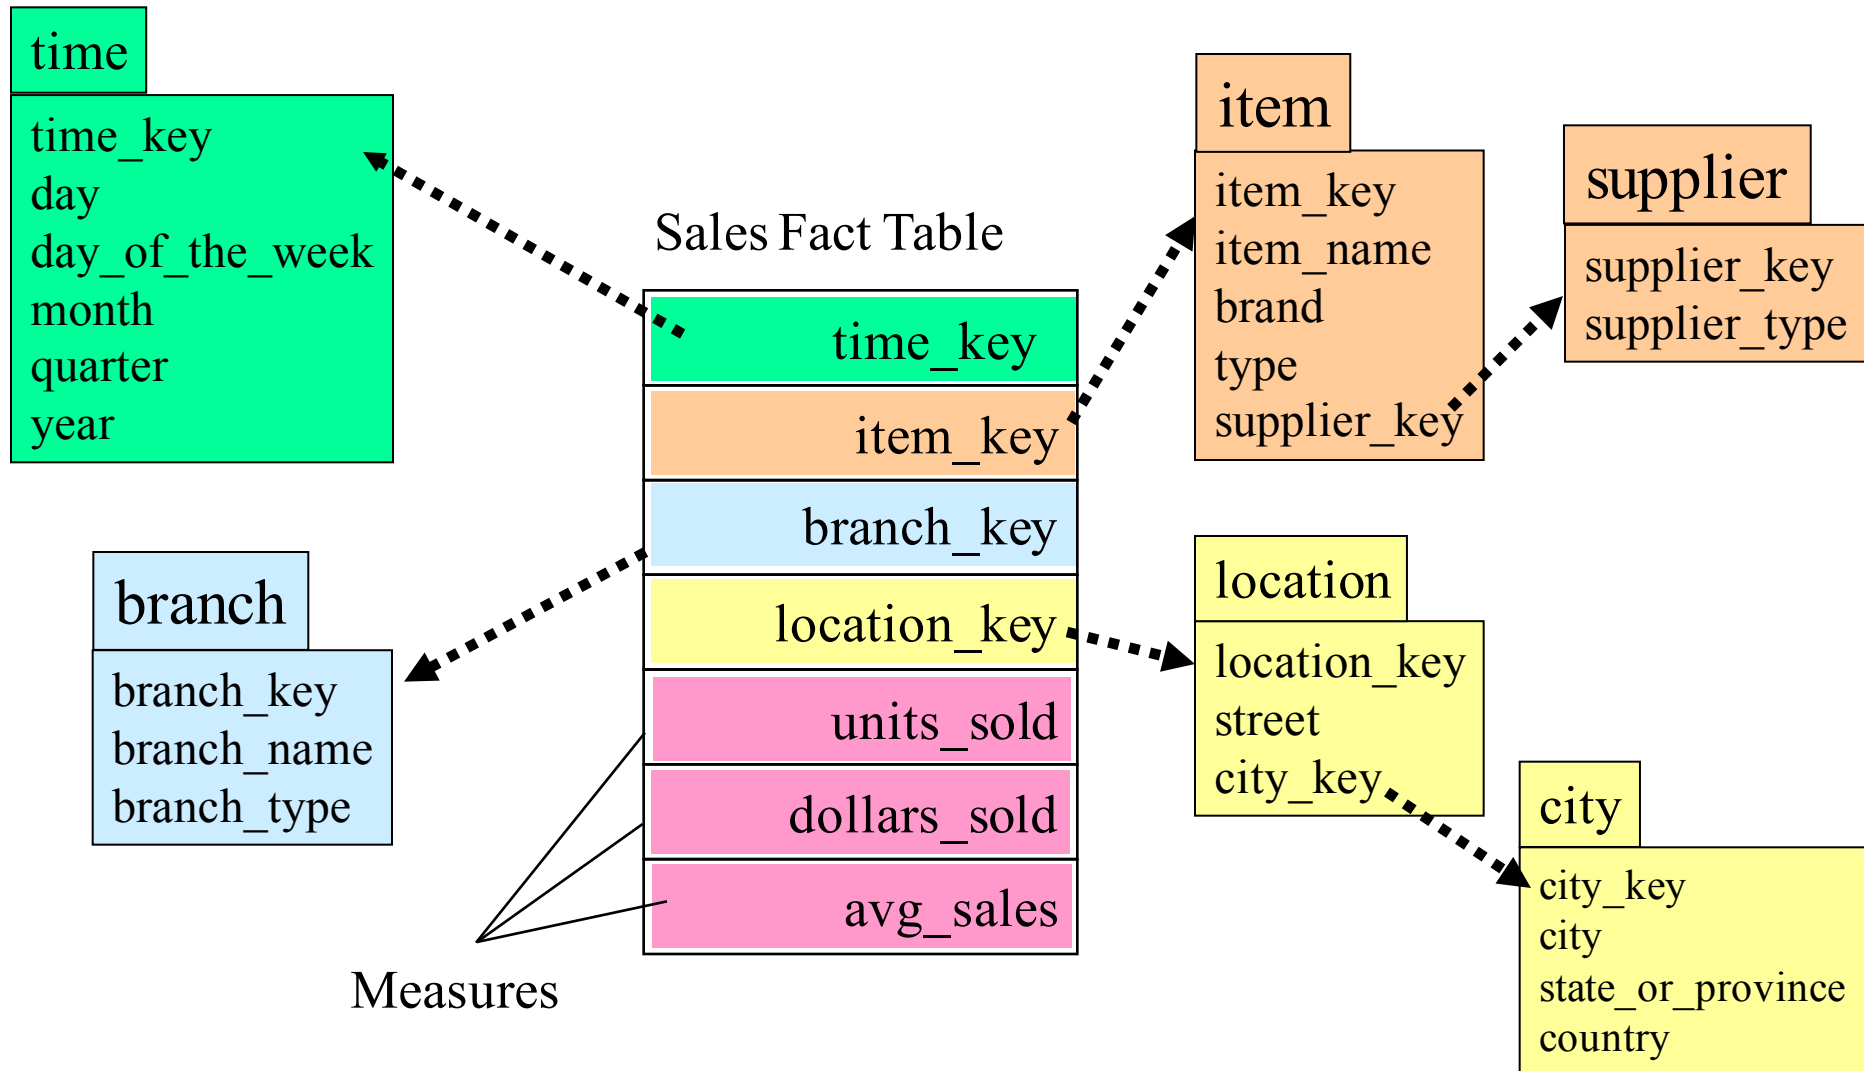 time
time_key
day
day_of_the_week
month
quarter
year
Sales Fact Table
time_key
item_key
branch_key
location_key
units_sold
dollars_sold
avg_sales
Measures
branch
branch_key
branch_name
branch_type
item
item_key
item_name
brand
type
supplier_key
supplier
supplier_key
supplier_type
location
location_key
street
city_key
city
city_key
city
state_or_province
country